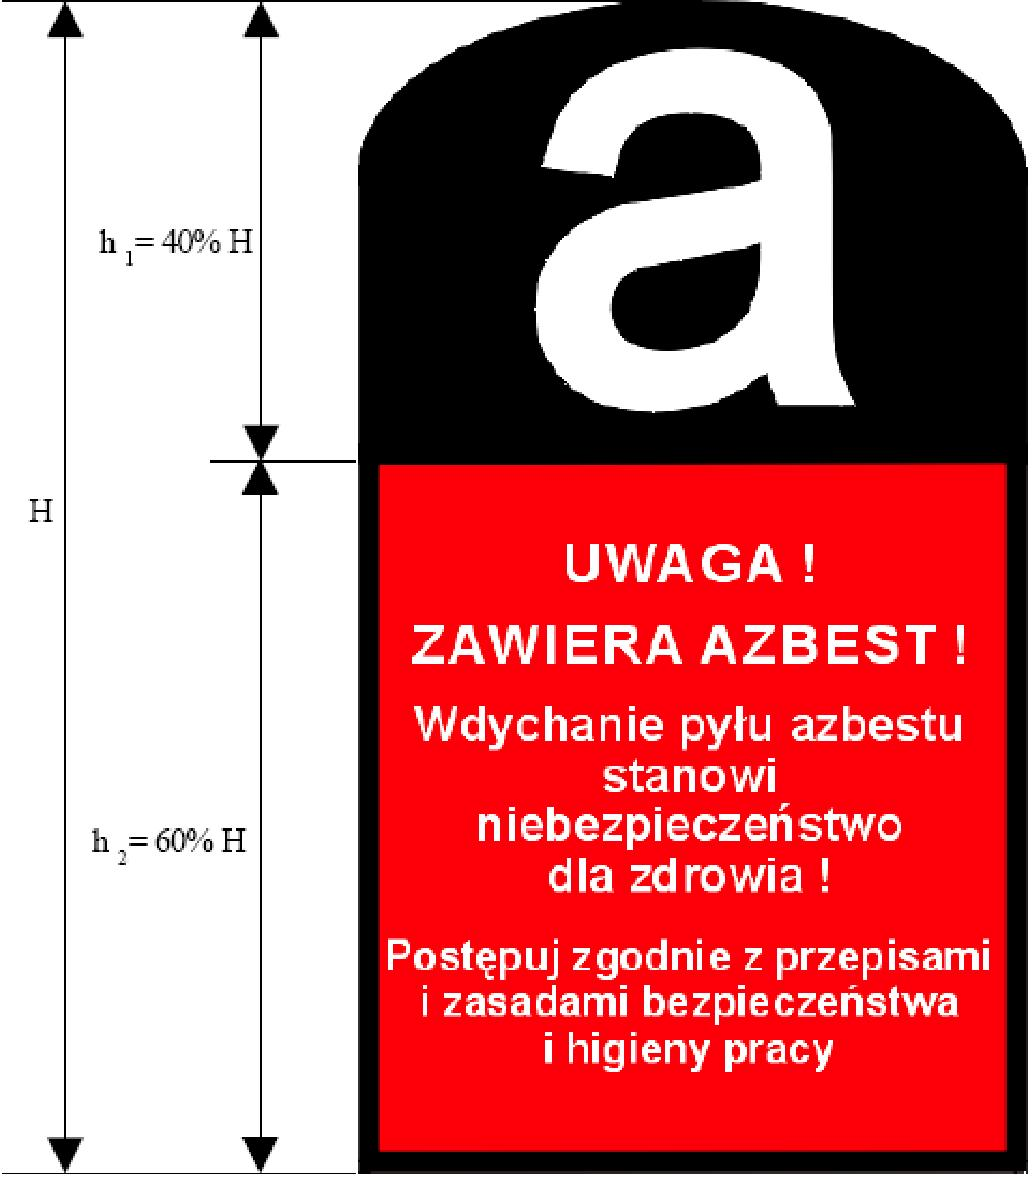 a
h 1= 40% H
H
UWAGA !
ZAWIERA AZBEST !
Wdychanie pyłu azbestu
stanowi
niebezpieczeństwo
dla zdrowia !
h 2= 60% H
Postępuj zgodnie z przepisami
i zasadami bezpieczeństwa
i higieny pracy